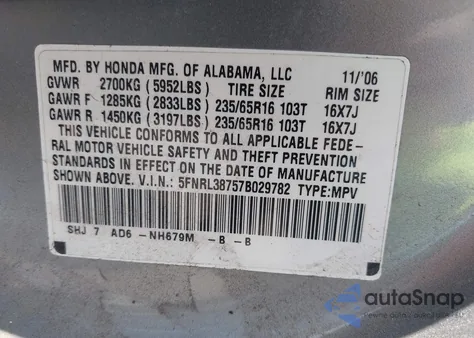 MFD. BY HONDA MFG. OF ALABAMA, LLC 11/'06
GVWR 2700KG (5952LBS) TIRE SIZE RIM SIZE
GAWR F 1285KG (2833LBS) 235/65R16 103T 16X7J
GAWR R 1450KG (3197LBS) 235/65R16 103T 16X7J
THIS VEHICLE CONFORMS TO ALL APPLICABLE FEDE-
RAL MOTOR VEHICLE SAFETY AND THEFT PREVENTION
STANDARDS IN EFFECT ON THE DATE OF MANUFACTURE
SHOWN ABOVE. V.I.N.: 5FNRL38757B029782 TYPE:MPV
SHJ 7 AD6 -NH679M -B -B
autoSnap